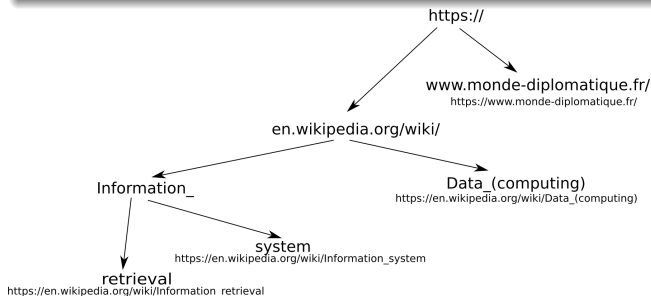 https://
www.monde-diplomatique.fr/
https://www.monde-diplomatique.fr/
en.wikipedia.org/wiki/
Information_
Data_(computing)
https://en.wikipedia.org/wiki/Data_(computing)
system
https://en.wikipedia.org/wiki/Information_system
retrieval
https://en.wikipedia.org/wiki/Information_retrieval